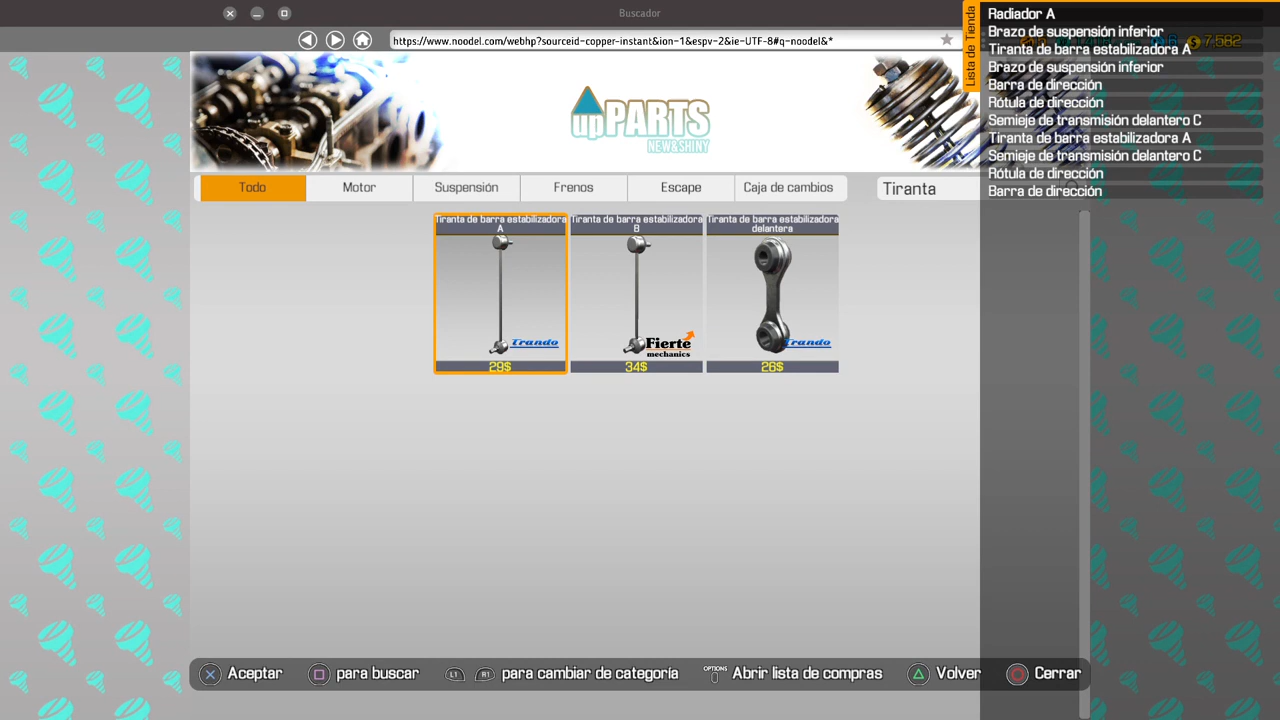 Buscador
https://www.noodel.com/webhp?sourceid-copper-instant&ion-1&espv-2&ie-UTF-8#q-noodel&*
upPARTS
NEW&SHINY
Todo
Motor
Suspensión
Frenos
Escape
Caja de cambios
Tiranta
Tiranta de barra estabilizadora
A
Trando
29$
Tiranta de barra estabilizadora
B
Fierte
mechanics
34$
Tiranta de barra estabilizadora
delantera
Trando
26$
Lista de Tienda
Radiador A
Brazo de suspensión inferior
Tiranta de barra estabilizadora A
Brazo de suspensión inferior
Barra de dirección
Rótula de dirección
Semieje de transmisión delantero C
Tiranta de barra estabilizadora A
Semieje de transmisión delantero C
Rótula de dirección
Barra de dirección
6
$ 7,582
Aceptar
para buscar
L1 R1 para cambiar de categoría
OPTIONS Abrir lista de compras
Volver
Cerrar